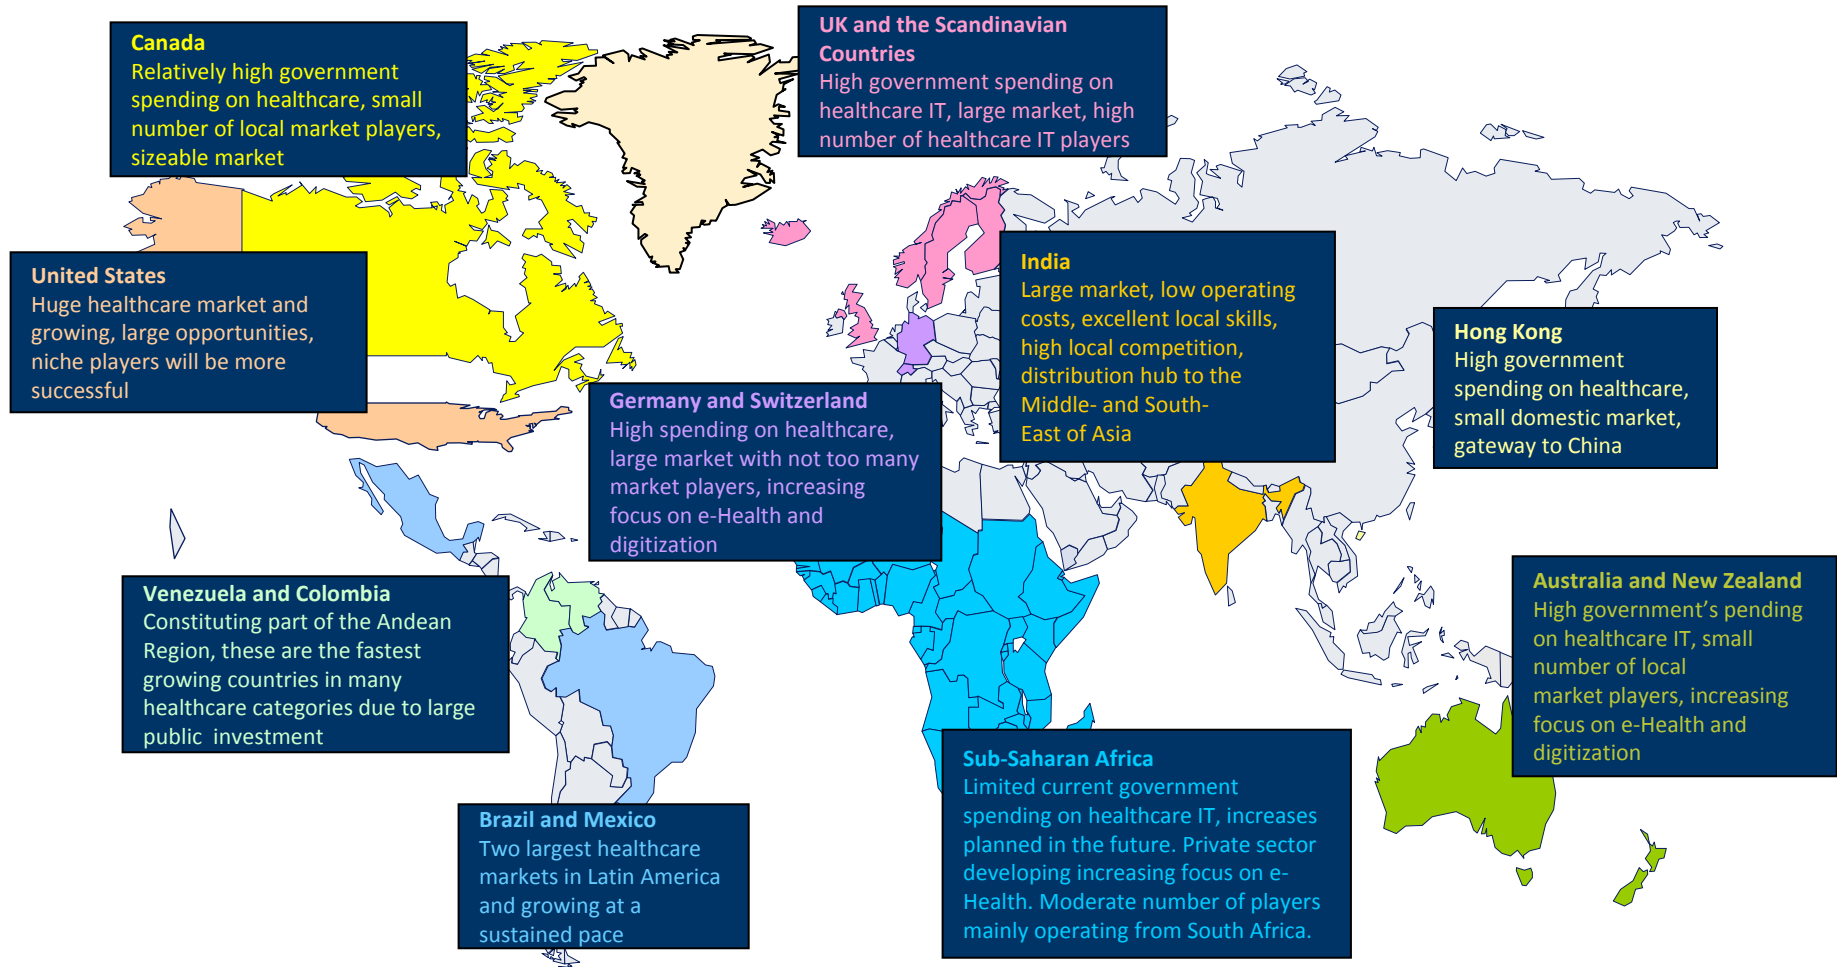 Canada
Relatively high government
spending on healthcare, small
number of local market players,
sizeable market
UK and the Scandinavian
Countries
High government spending on
healthcare IT, large market, high
number of healthcare IT players
United States
Huge healthcare market and
growing, large opportunities,
niche players will be more
successful
India
Large market, low operating
costs, excellent local skills,
high local competition,
distribution hub to the
Middle- and South-
East of Asia
Hong Kong
High government
spending on healthcare,
small domestic market,
gateway to China
Germany and Switzerland
High spending on healthcare,
large market with not too many
market players, increasing
focus on e-Health and
digitization
Venezuela and Colombia
Constituting part of the Andean
Region, these are the fastest
growing countries in many
healthcare categories due to large
public  investment
Australia and New Zealand
High government’s pending
on healthcare IT, small
number of local
market players, increasing
focus on e-Health and
digitization
Sub-Saharan Africa
Limited current government
spending on healthcare IT, increases
planned in the future. Private sector
developing increasing focus on e-
Health. Moderate number of players
mainly operating from South Africa.
Brazil and Mexico
Two largest healthcare
markets in Latin America
and growing at a
sustained pace